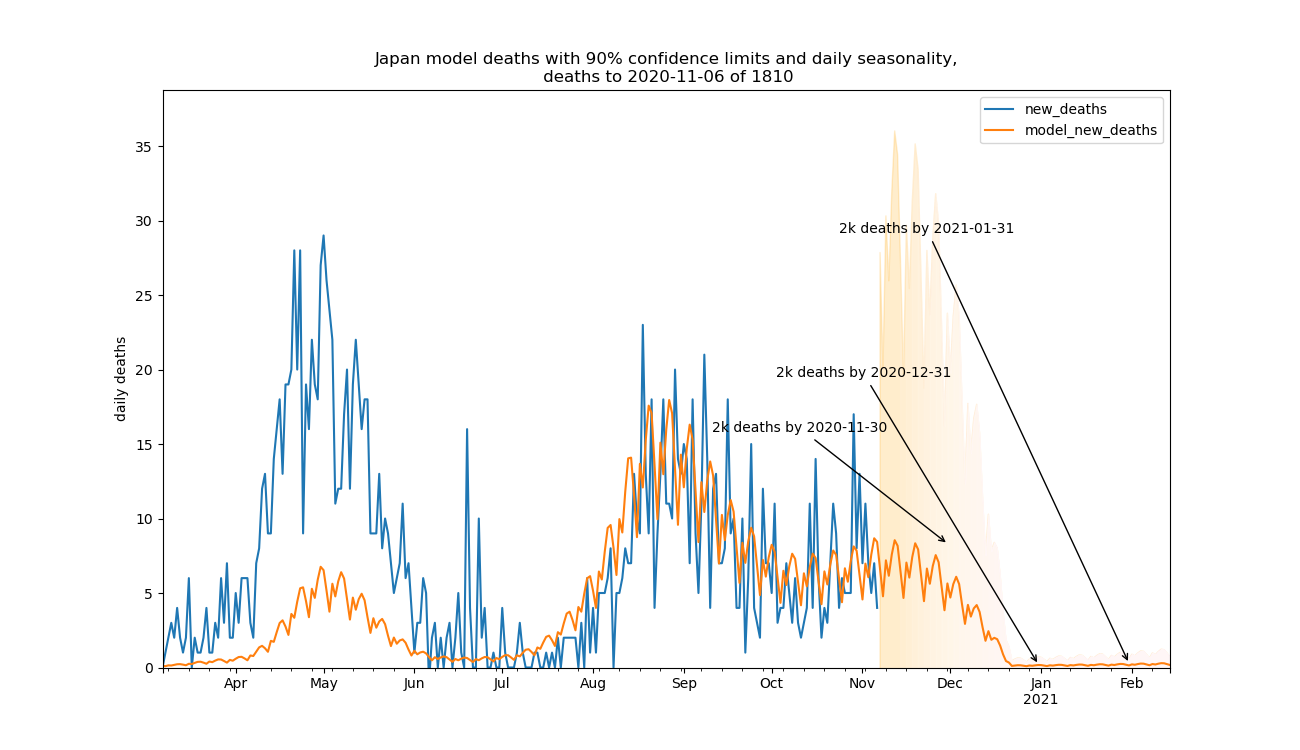 Japan model deaths with 90% confidence limits and daily seasonality,
deaths to 2020-11-06 of 1810
new_deaths
model_new_deaths
daily deaths
35
30
25
20
15
10
5
0
2k deaths by 2021-01-31
2k deaths by 2020-12-31
2k deaths by 2020-11-30
Apr May Jun Jul Aug Sep Oct Nov Dec Jan Feb
2021